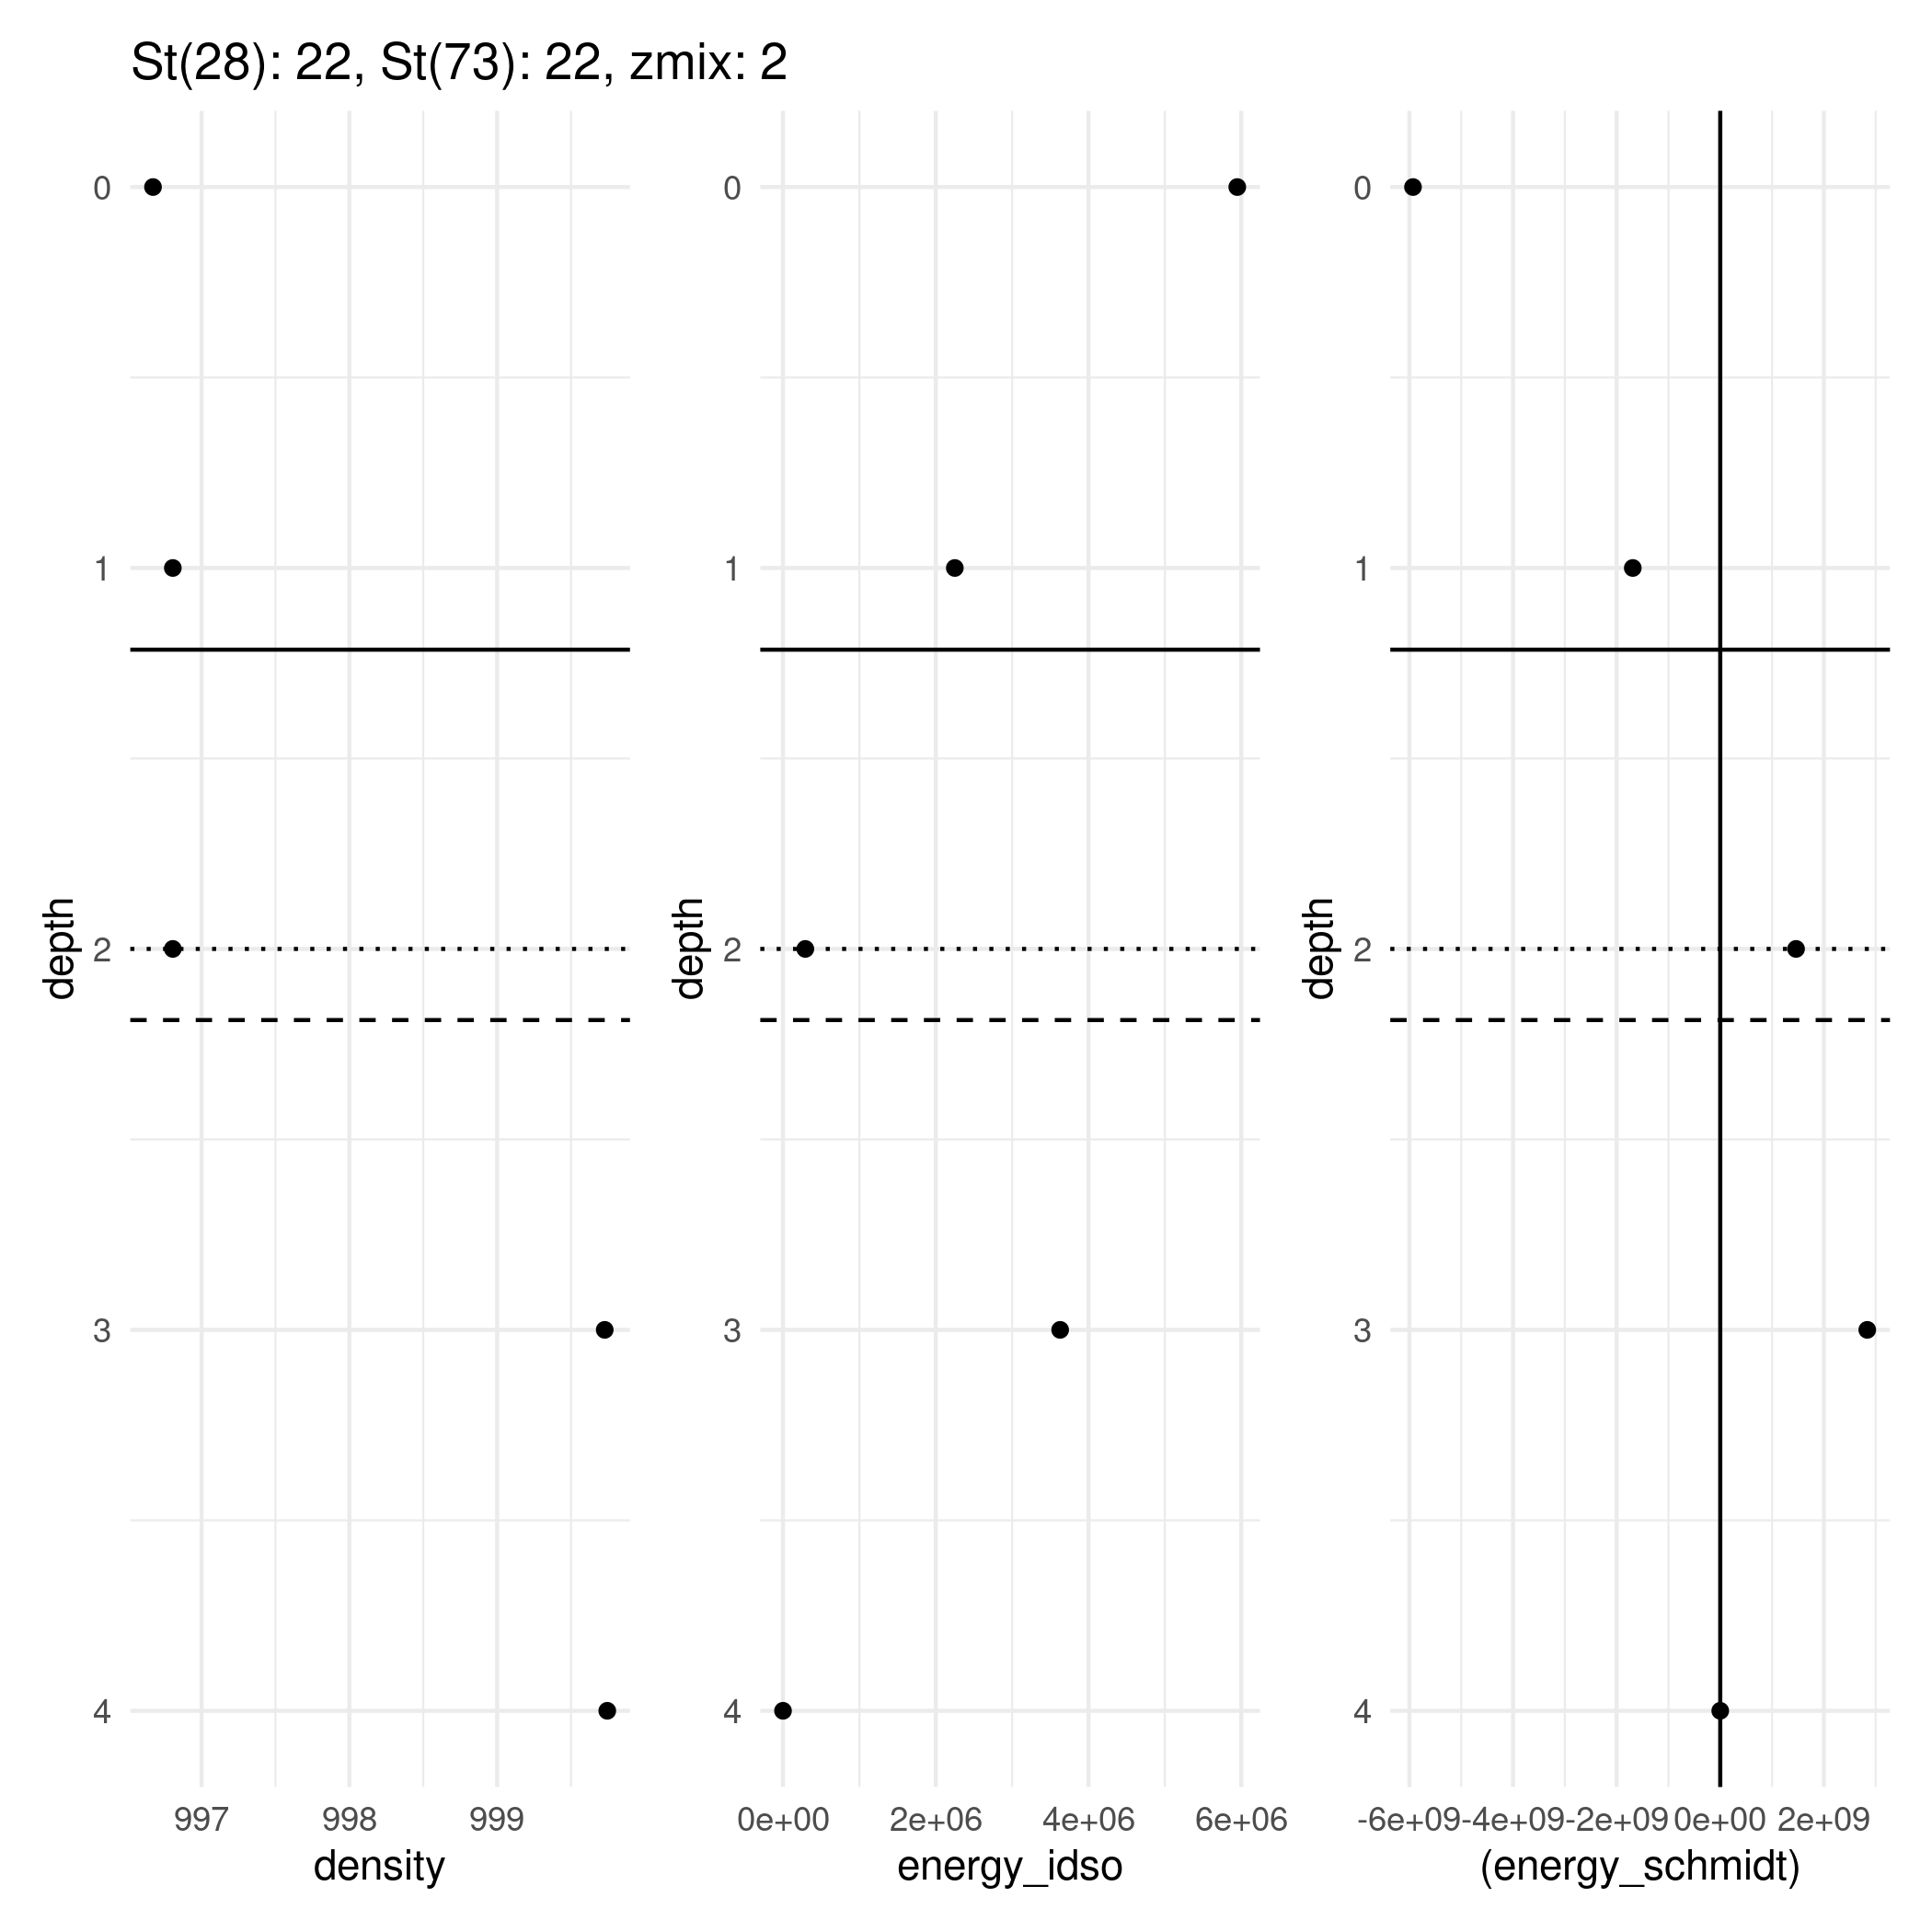 St(28): 22, St(73): 22, zmix: 2
depth
0
1
2
3
4
997 998 999
density
depth
0
1
2
3
4
0e+00 2e+06 4e+06 6e+06
energy_idso
depth
0
1
2
3
4
-6e+09 -4e+09 -2e+09 0e+00 2e+09
(energy_schmidt)